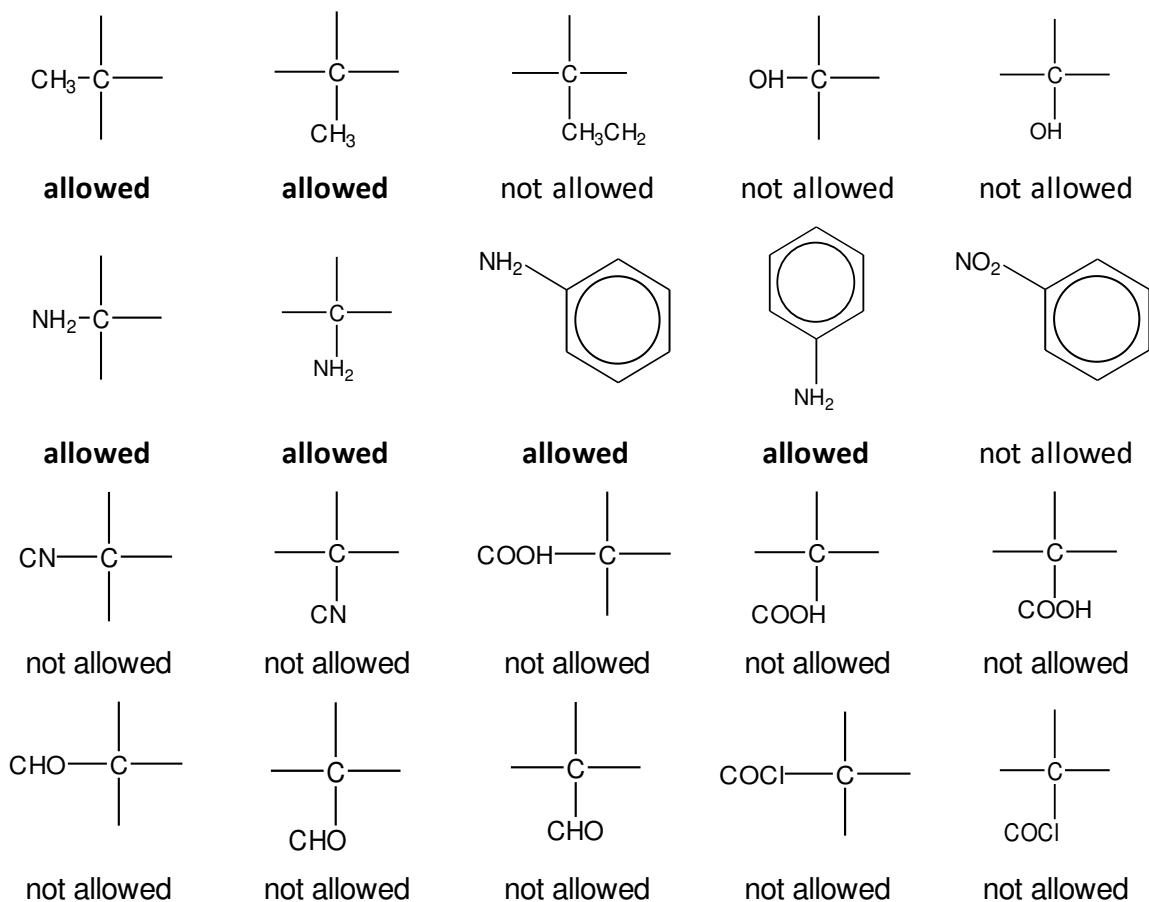 CH₃ C C C OH C C
CH₃ CH₃CH₂ OH
allowed allowed not allowed not allowed not allowed
NH₂ NO₂
NH₂ C C
NH₂ NH₂
allowed allowed allowed allowed not allowed
CN C C COOH C C C
CN COOH COOH
not allowed not allowed not allowed not allowed not allowed
CHO C C C COCl C C
CHO CHO COCl
not allowed not allowed not allowed not allowed not allowed